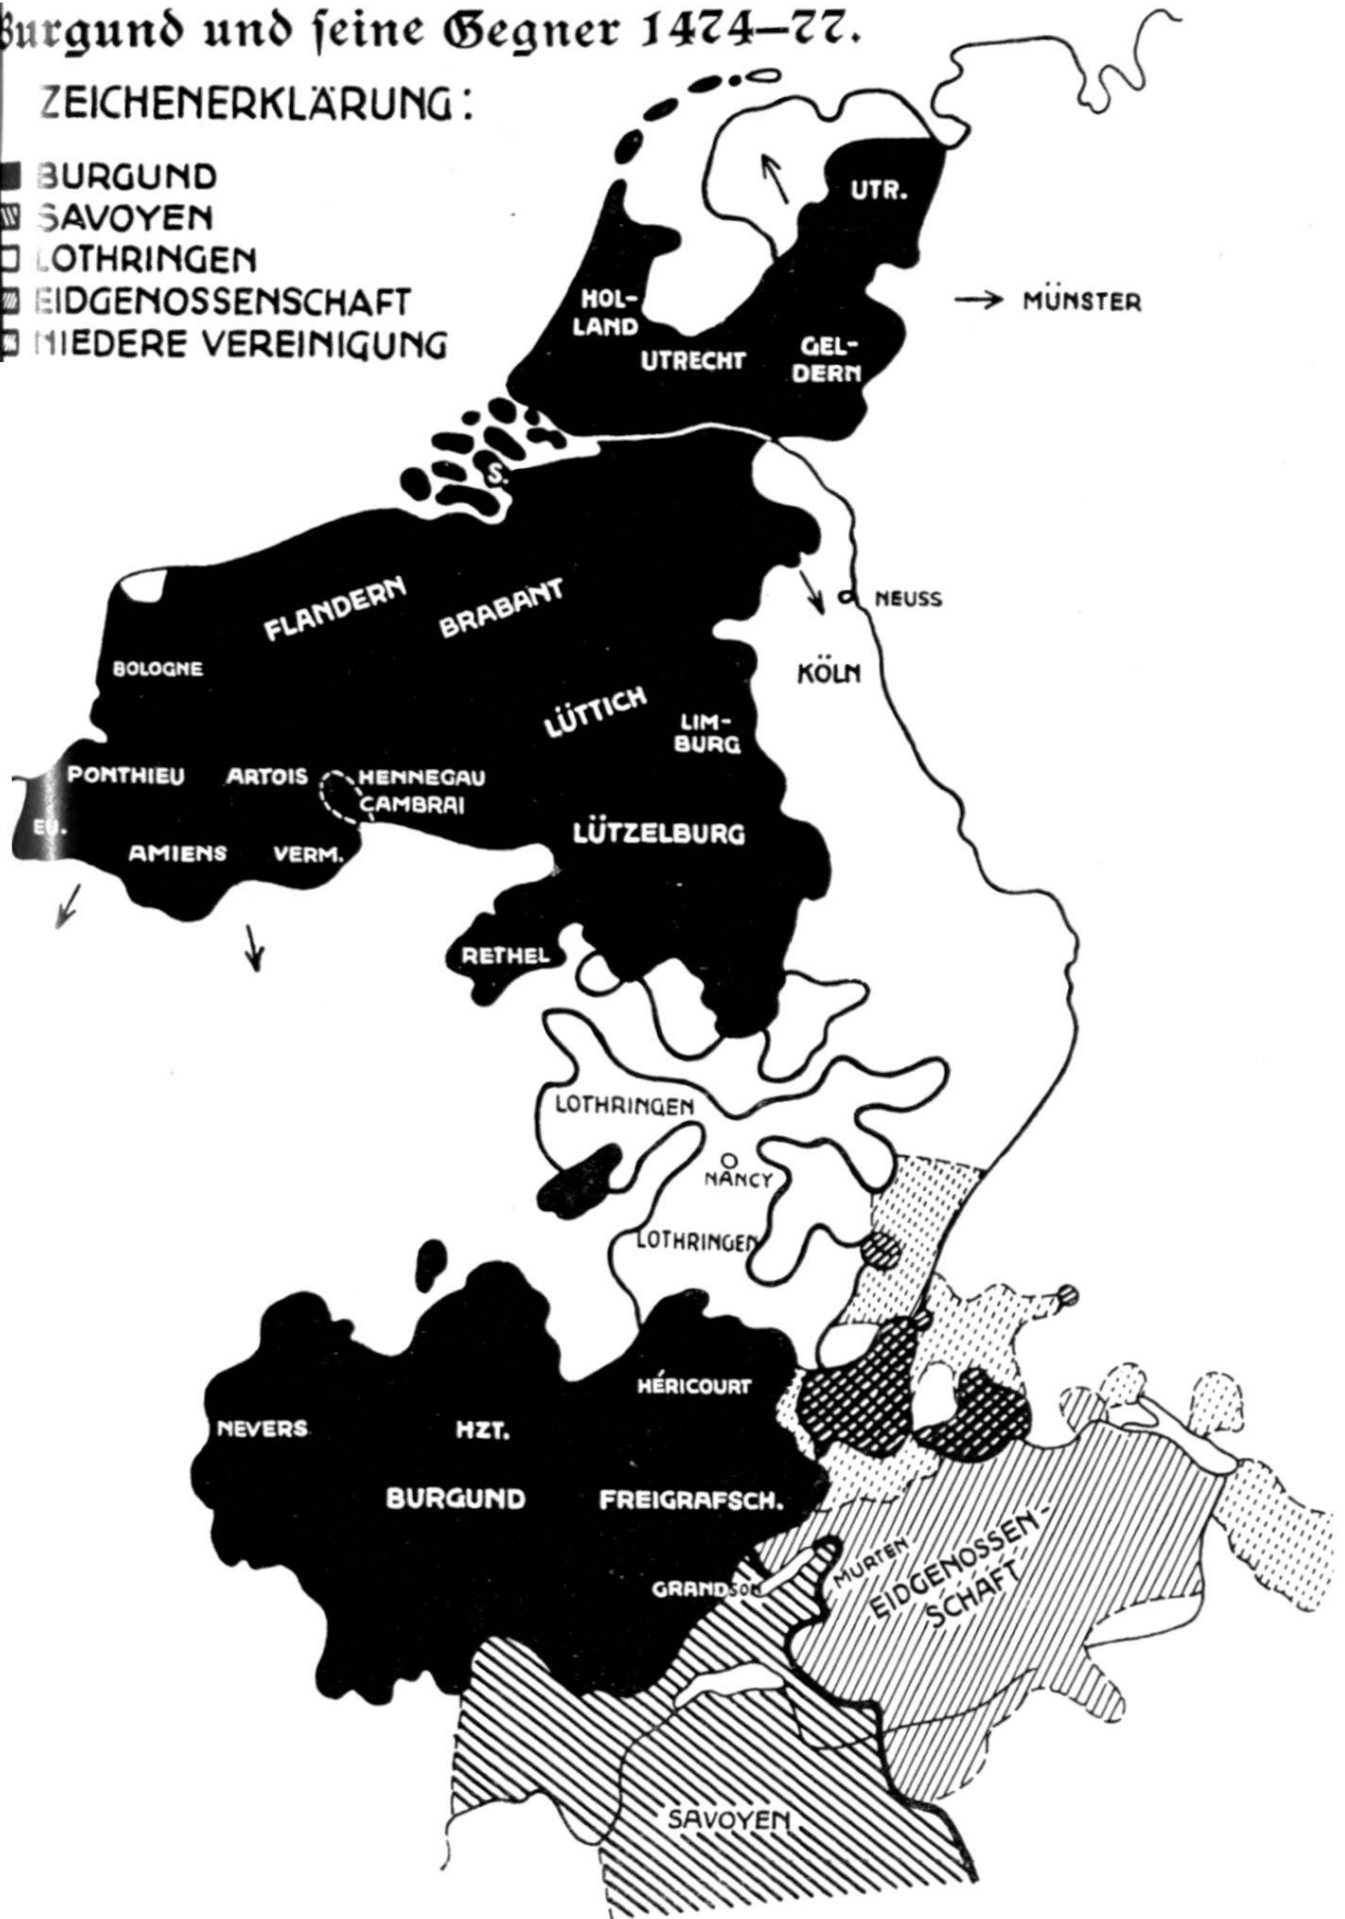 Burgund und seine Gegner 1474–77.
ZEICHENERKLÄRUNG:
BURGUND
SAVOYEN
LOTHRINGEN
EIDGENOSSENSCHAFT
NIEDERE VEREINIGUNG
UTR.
MÜNSTER
HOL-
LAND
UTRECHT
GEL-
DERN
S.
FLANDERN
BRABANT
NEUSS
BOLOGNE
KÖLN
LÜTTICH
LIM-
BURG
PONTHIEU
ARTOIS
HENNEGAU
CAMBRAI
EU.
AMIENS
VERM.
LÜTZELBURG
RETHEL
LOTHRINGEN
NANCY
LOTHRINGEN
HÉRICOURT
NEVERS
HZT.
BURGUND
FREIGRAFSCH.
GRANDSON
MURTEN
EIDGENOSSEN-
SCHAFT
SAVOYEN